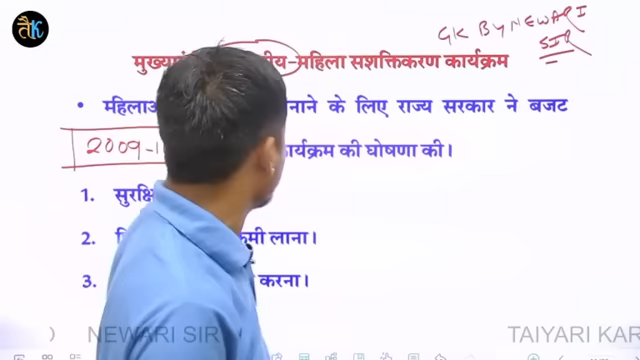 तैK
GK BY NEWARI
SIR
मुख्यमं ीय-महिला सशक्तिकरण कार्यक्रम
• महिलाअ नाने के लिए राज्य सरकार ने बजट
2009-1 कार्यक्रम की घोषणा की।
1. सुरक्षि
2. कमी लाना।
3. करना।
) NEWARI SIR TAIYARI KAR